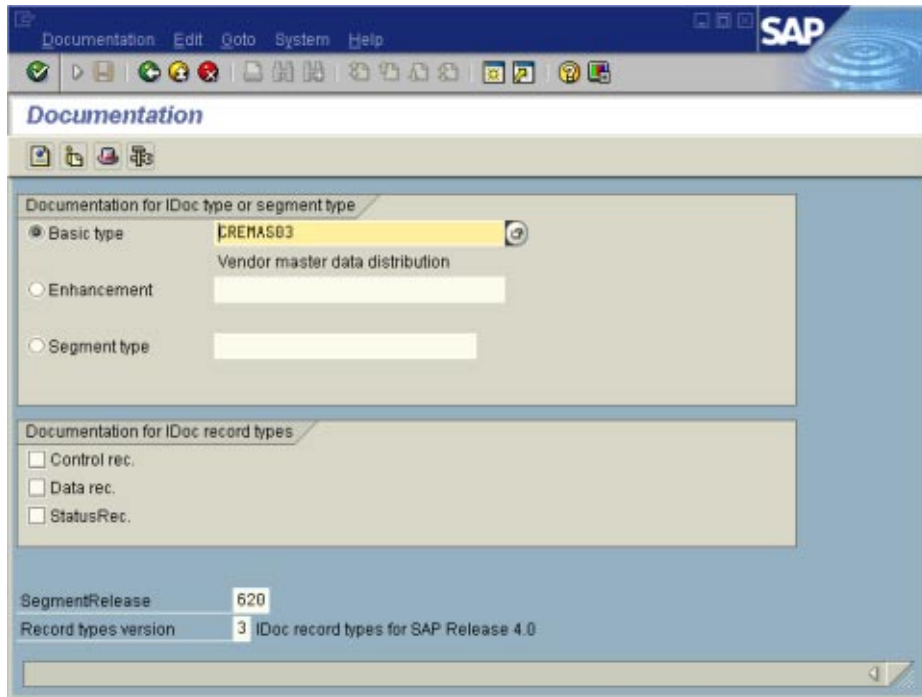 SAP
Documentation Edit Goto System Help
Documentation
Documentation for IDoc type or segment type
Basic type CREMAS03
Vendor master data distribution
Enhancement
Segment type
Documentation for IDoc record types
Control rec.
Data rec.
StatusRec.
SegmentRelease 620
Record types version 3 IDoc record types for SAP Release 4.0